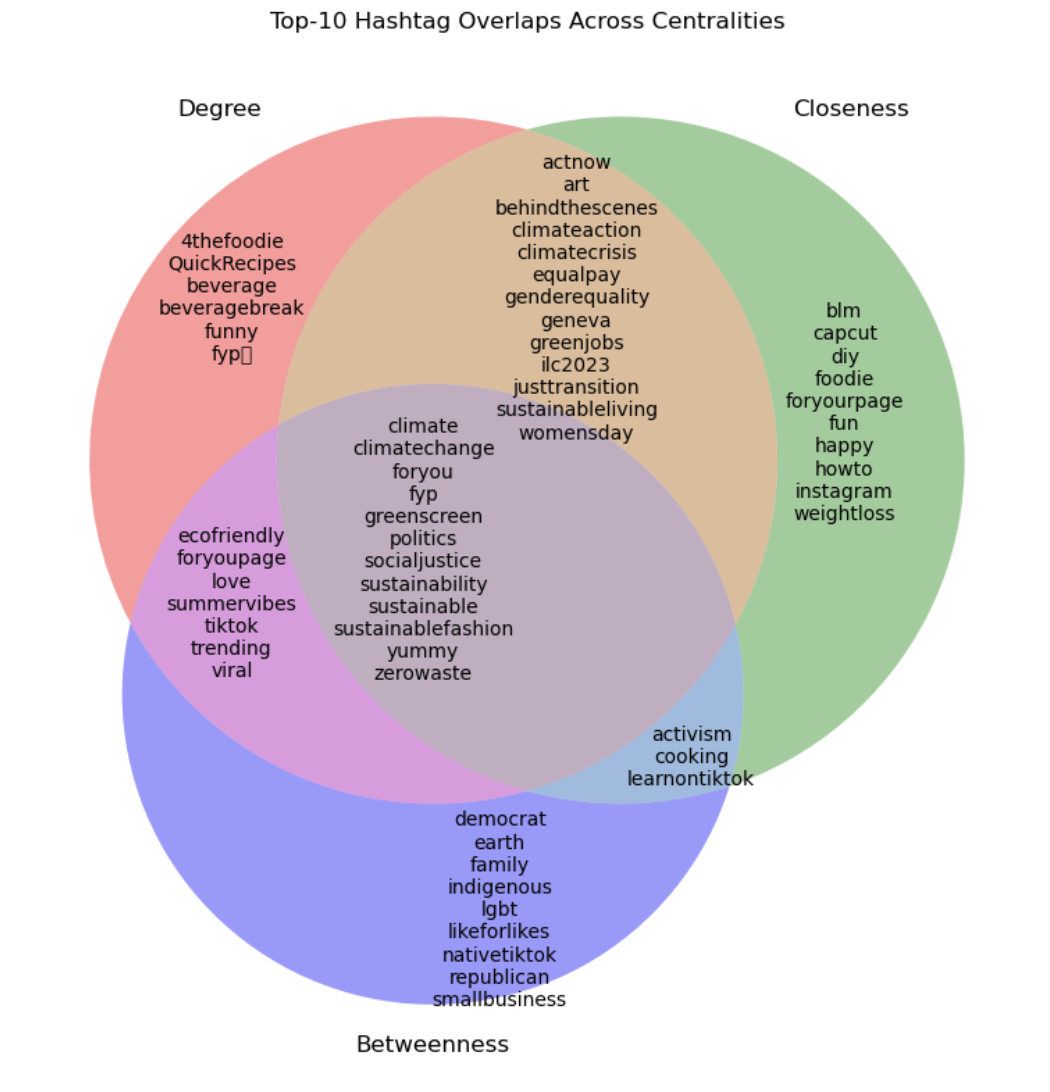 Top-10 Hashtag Overlaps Across Centralities
Degree
Closeness
actnow
art
behindthescenes
climateaction
climatecrisis
equalpay
genderequality
geneva
greenjobs
ilc2023
justtransition
sustainableliving
womensday
4thefoodie
QuickRecipes
beverage
beveragebreak
funny
fyp▯
blm
capcut
diy
foodie
foryourpage
fun
happy
howto
instagram
weightloss
climate
climatechange
foryou
fyp
greenscreen
politics
socialjustice
sustainability
sustainable
sustainablefashion
yummy
zerowaste
ecofriendly
foryoupage
love
summervibes
tiktok
trending
viral
activism
cooking
learnontiktok
democrat
earth
family
indigenous
lgbt
likeforlikes
nativetiktok
republican
smallbusiness
Betweenness